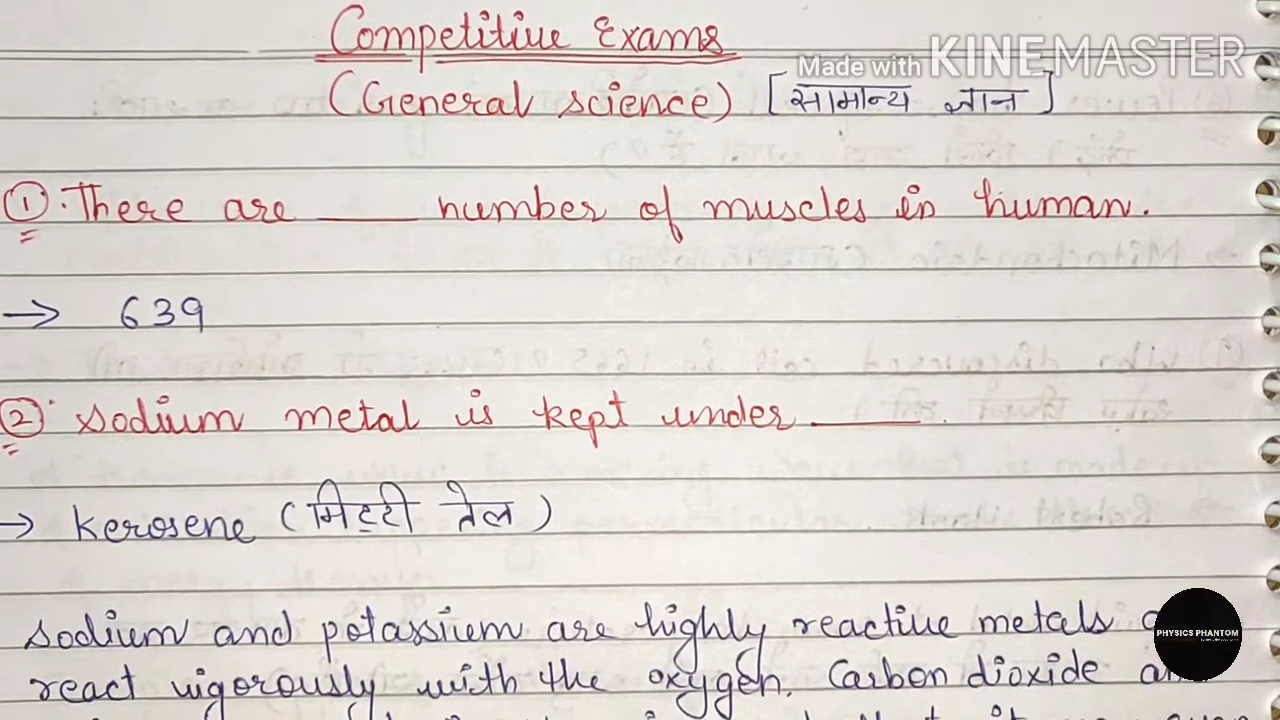 Competitive Exams
Made with KINEMASTER
(General science) [सामान्य ज्ञान]
①. There are ____ number of muscles in human.
→ 639
② Sodium metal is kept under ____.
→ Kerosene (मिटटी तेल)
Sodium and potassium are highly reactive metals
PHYSICS PHANTOM
react vigorously with the oxygen. Carbon dioxide